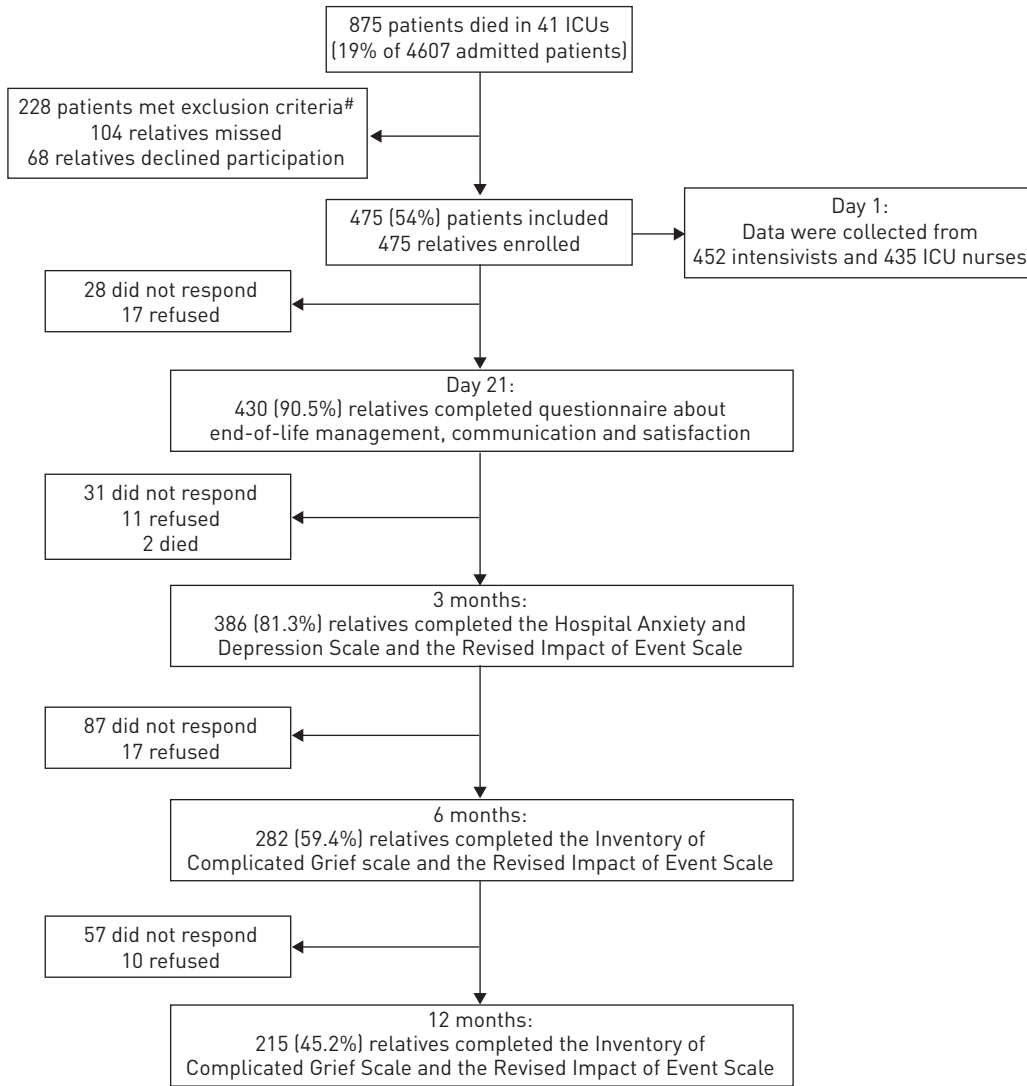 875 patients died in 41 ICUs
(19% of 4607 admitted patients)
228 patients met exclusion criteria#
104 relatives missed
68 relatives declined participation
475 (54%) patients included
475 relatives enrolled
Day 1:
Data were collected from
452 intensivists and 435 ICU nurses
28 did not respond
17 refused
Day 21:
430 (90.5%) relatives completed questionnaire about
end-of-life management, communication and satisfaction
31 did not respond
11 refused
2 died
3 months:
386 (81.3%) relatives completed the Hospital Anxiety and
Depression Scale and the Revised Impact of Event Scale
87 did not respond
17 refused
6 months:
282 (59.4%) relatives completed the Inventory of
Complicated Grief scale and the Revised Impact of Event Scale
57 did not respond
10 refused
12 months:
215 (45.2%) relatives completed the Inventory of
Complicated Grief Scale and the Revised Impact of Event Scale